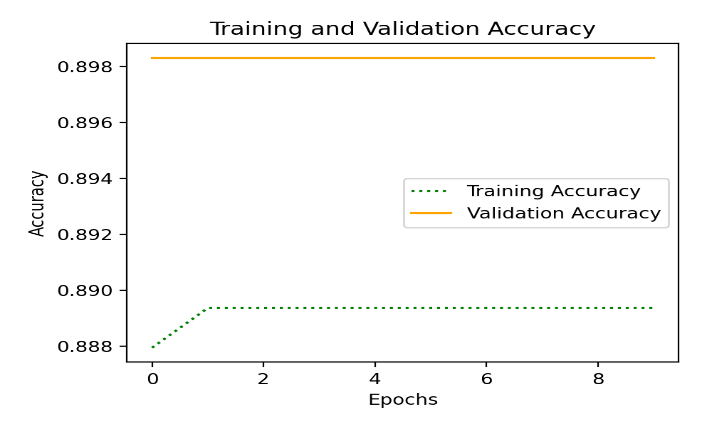 Training and Validation Accuracy
Accuracy
0.898
0.896
0.894
0.892
0.890
0.888
Training Accuracy
Validation Accuracy
0 2 4 6 8
Epochs